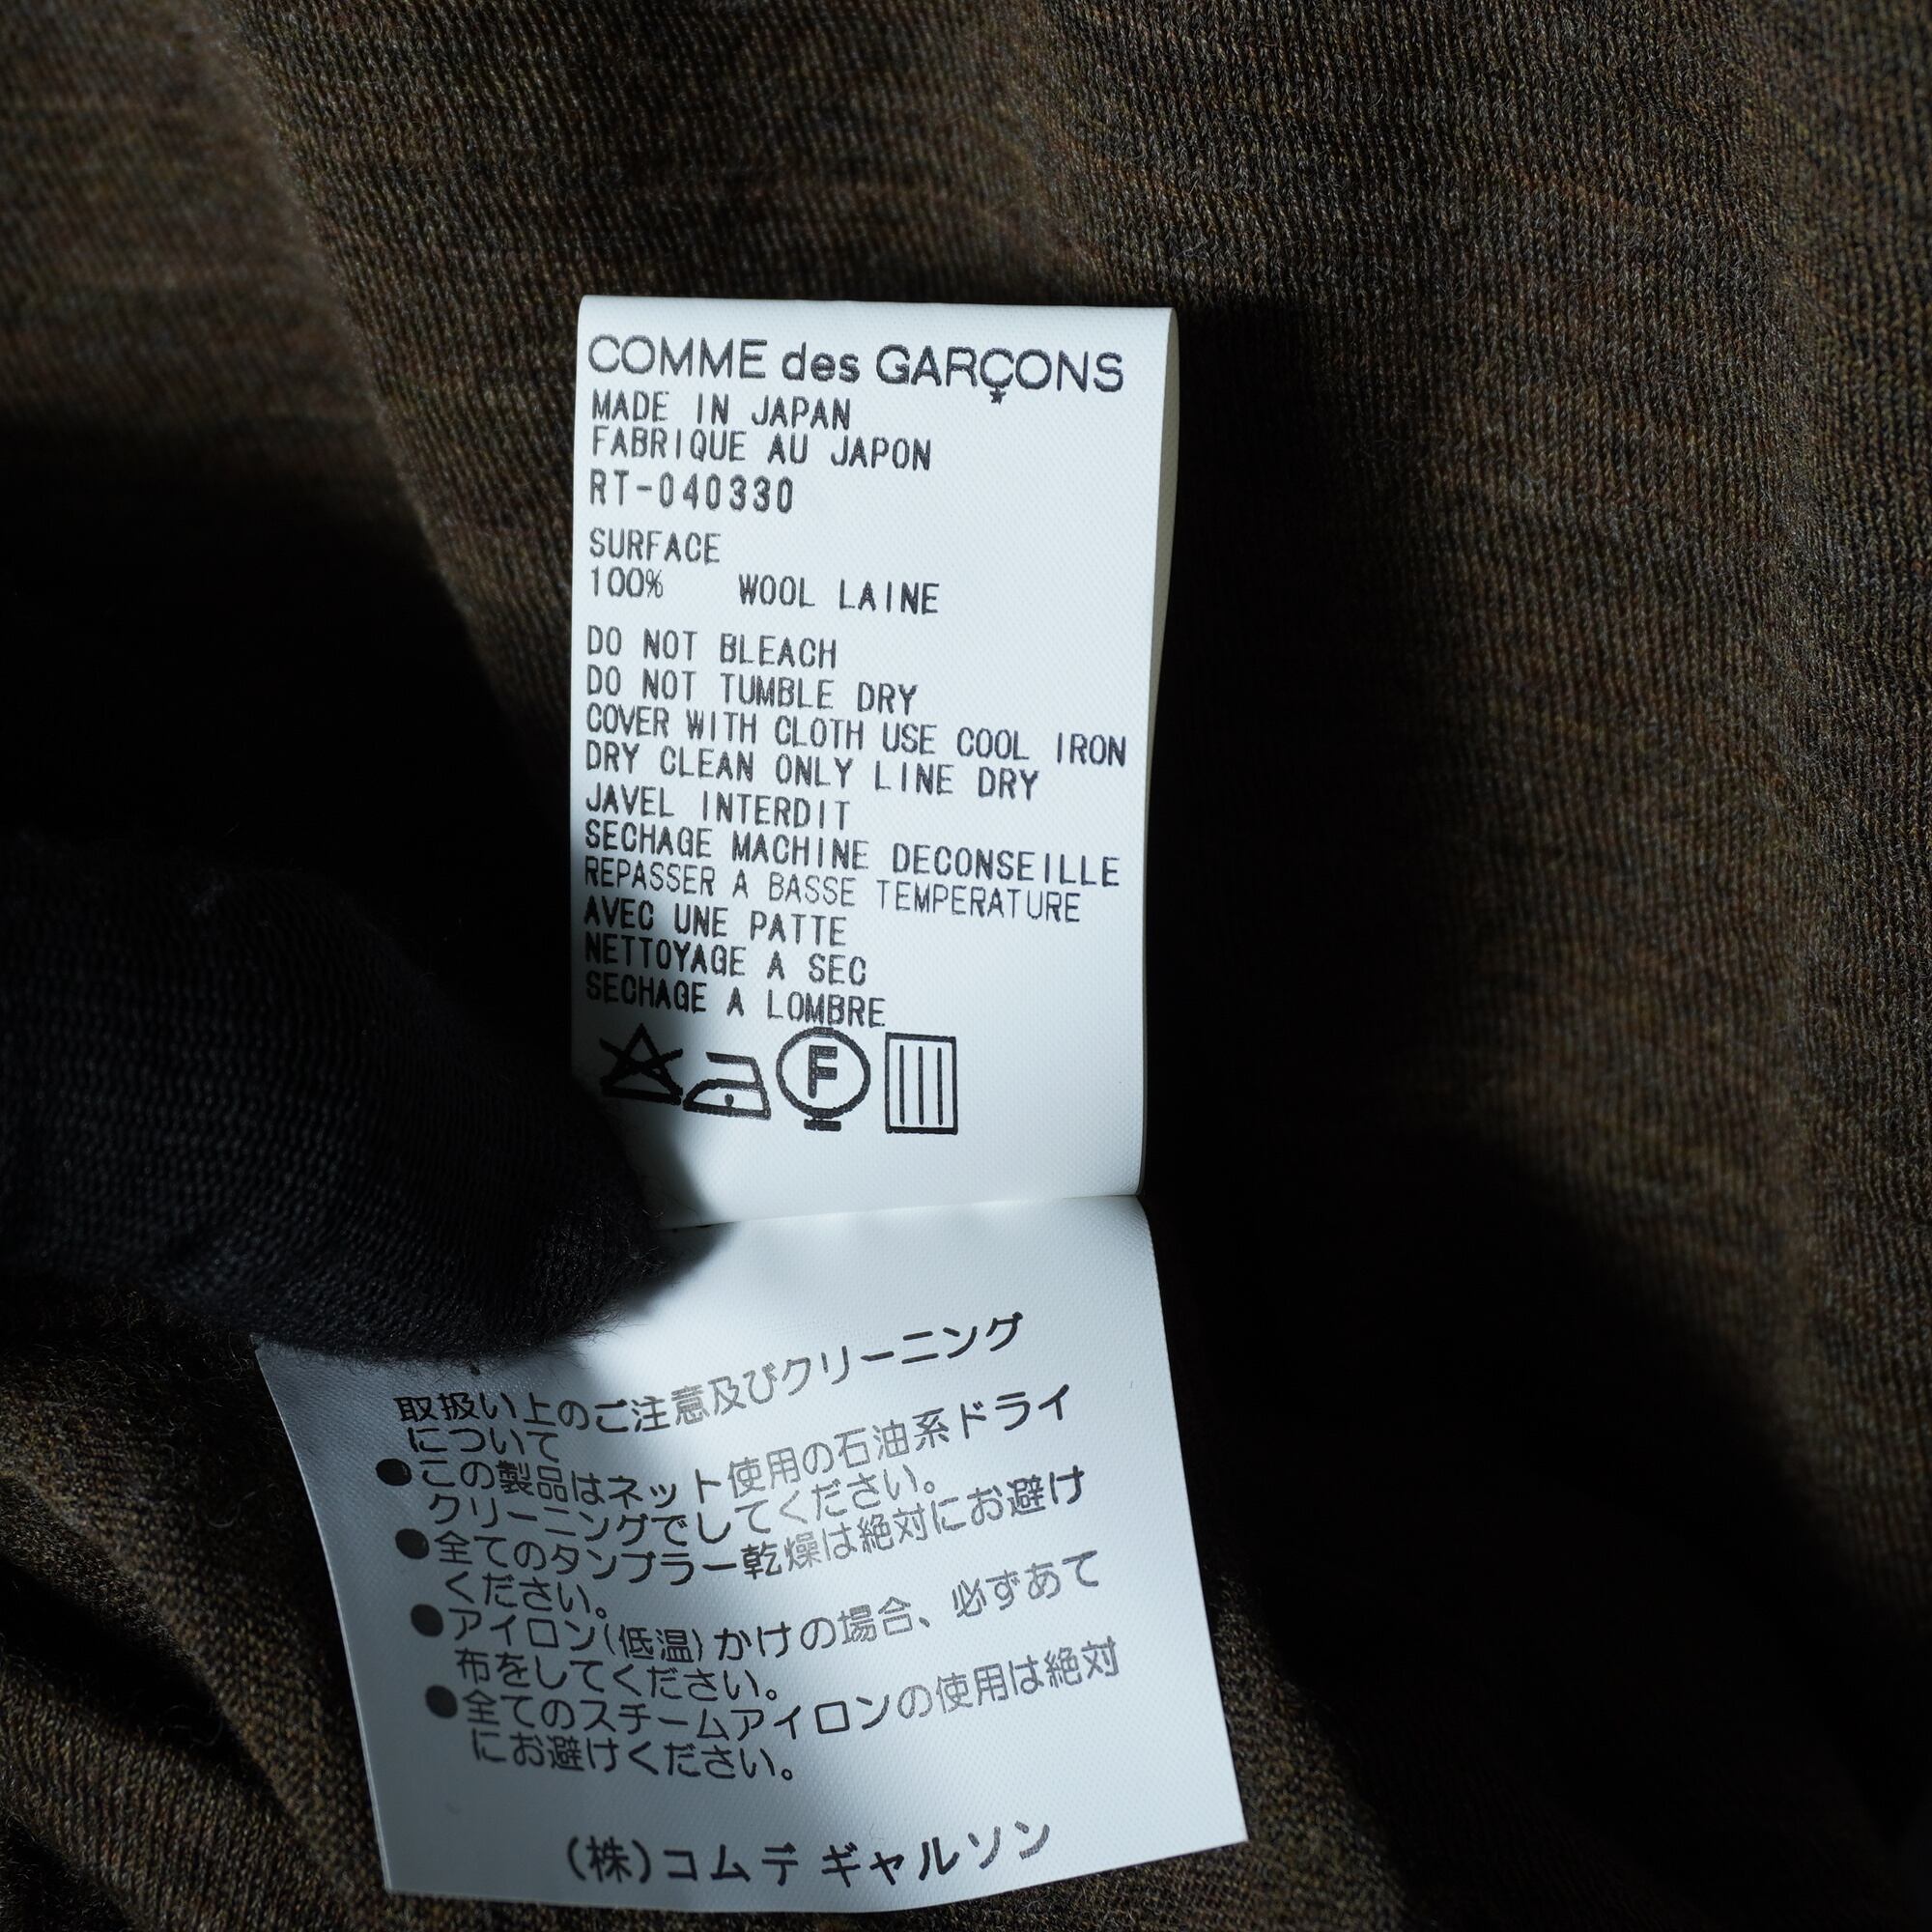 COMME des GARÇONS
MADE IN JAPAN
FABRIQUE AU JAPON
RT-040330
SURFACE
100% WOOL LAINE
DO NOT BLEACH
DO NOT TUMBLE DRY
COVER WITH CLOTH USE COOL IRON
DRY CLEAN ONLY LINE DRY
JAVEL INTERDIT
SECHAGE MACHINE DECONSEILLE
REPASSER A BASSE TEMPERATURE
AVEC UNE PATTE
NETTOYAGE A SEC
SECHAGE A LOMBRE
F
取扱い上のご注意及びクリーニング
について
●この製品はネット使用の石油系ドライ
クリーニングでしてください。
●全てのタンブラー乾燥は絶対にお避け
ください。
●アイロン(低温)かけの場合、必ずあて
布をしてください。
●全てのスチームアイロンの使用は絶対
にお避けください。
(株)コムデギャルソン